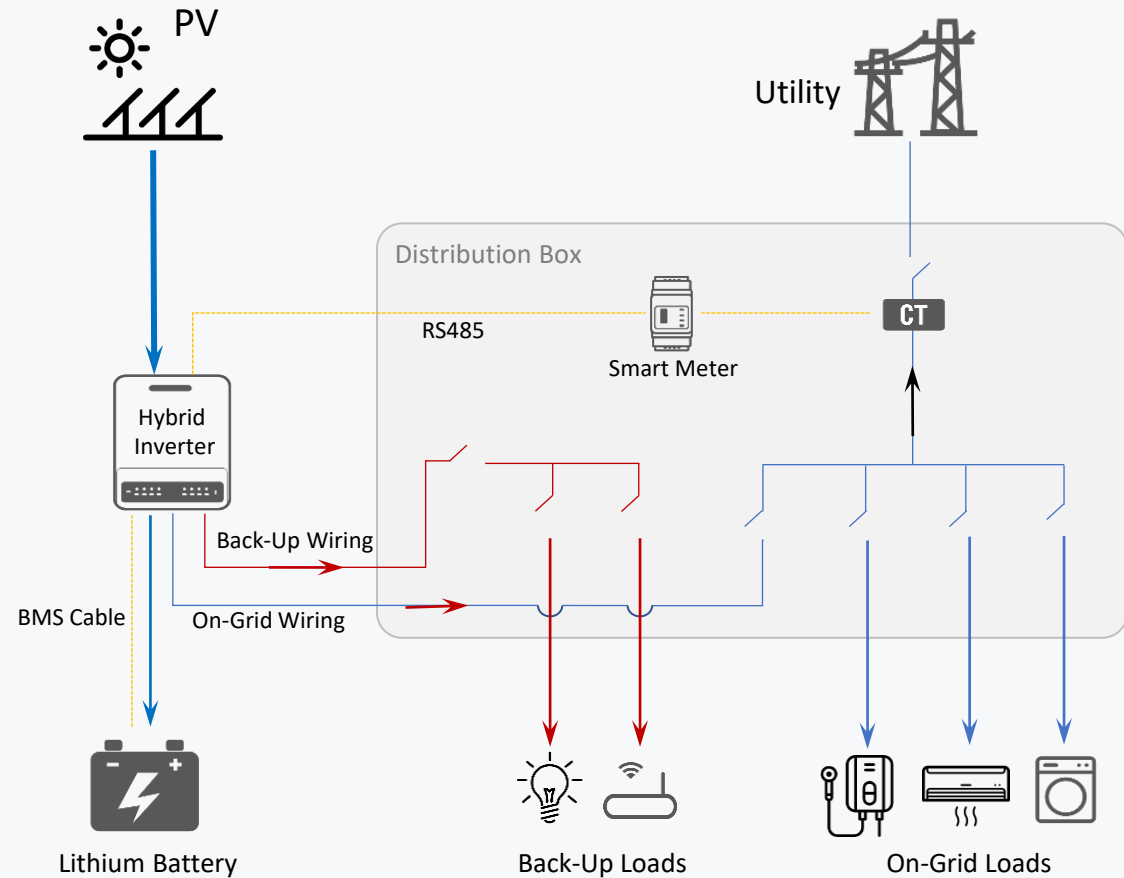 PV
Utility
Distribution Box
CT
RS485
Smart Meter
Hybrid
Inverter
Back-Up Wiring
BMS Cable
On-Grid Wiring
Lithium Battery
Back-Up Loads
On-Grid Loads